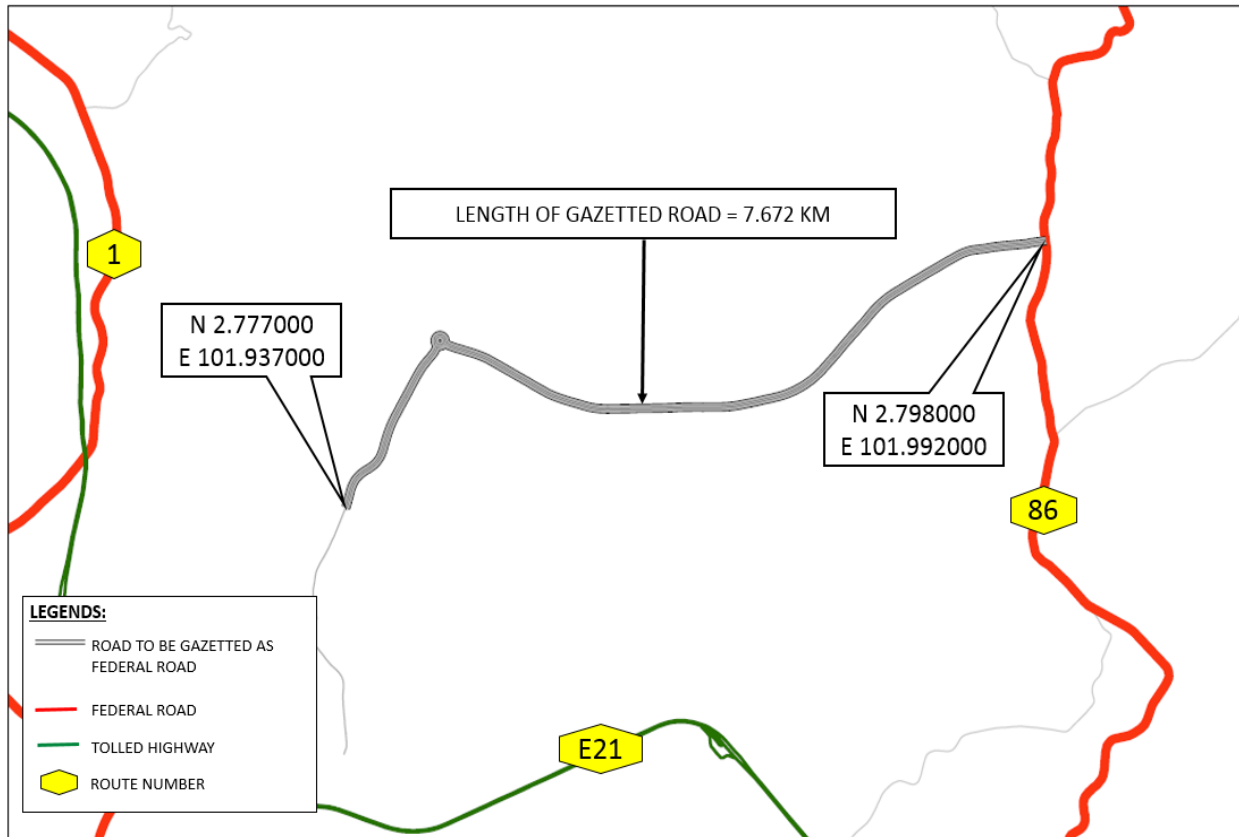 LENGTH OF GAZETTED ROAD = 7.672 KM
1
N 2.777000
E 101.937000
N 2.798000
E 101.992000
86
E21
LEGENDS:
ROAD TO BE GAZETTED AS
FEDERAL ROAD
FEDERAL ROAD
TOLLED HIGHWAY
ROUTE NUMBER